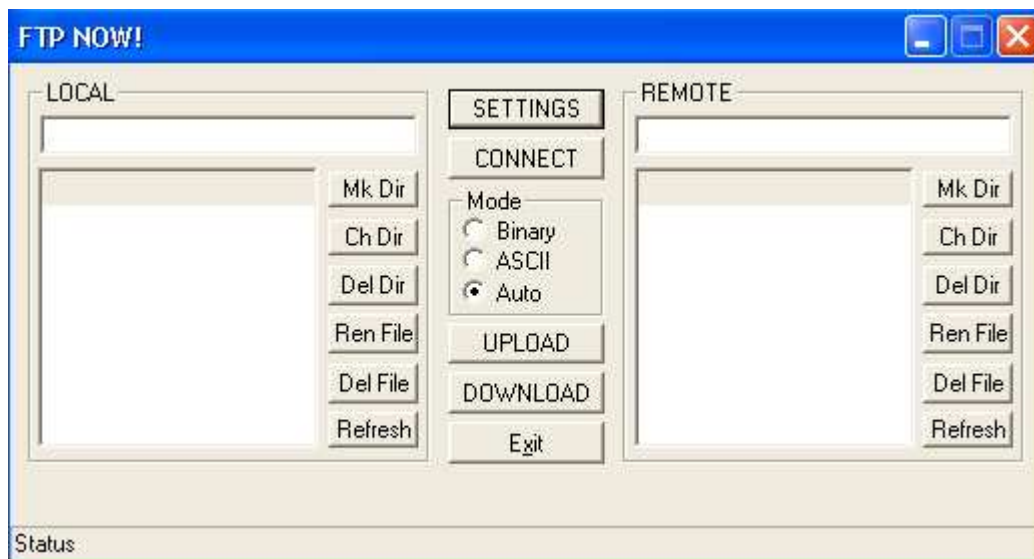 FTP NOW!
LOCAL
Mk Dir
Ch Dir
Del Dir
Ren File
Del File
Refresh
SETTINGS
CONNECT
Mode
Binary
ASCII
Auto
UPLOAD
DOWNLOAD
Exit
REMOTE
Mk Dir
Ch Dir
Del Dir
Ren File
Del File
Refresh
Status